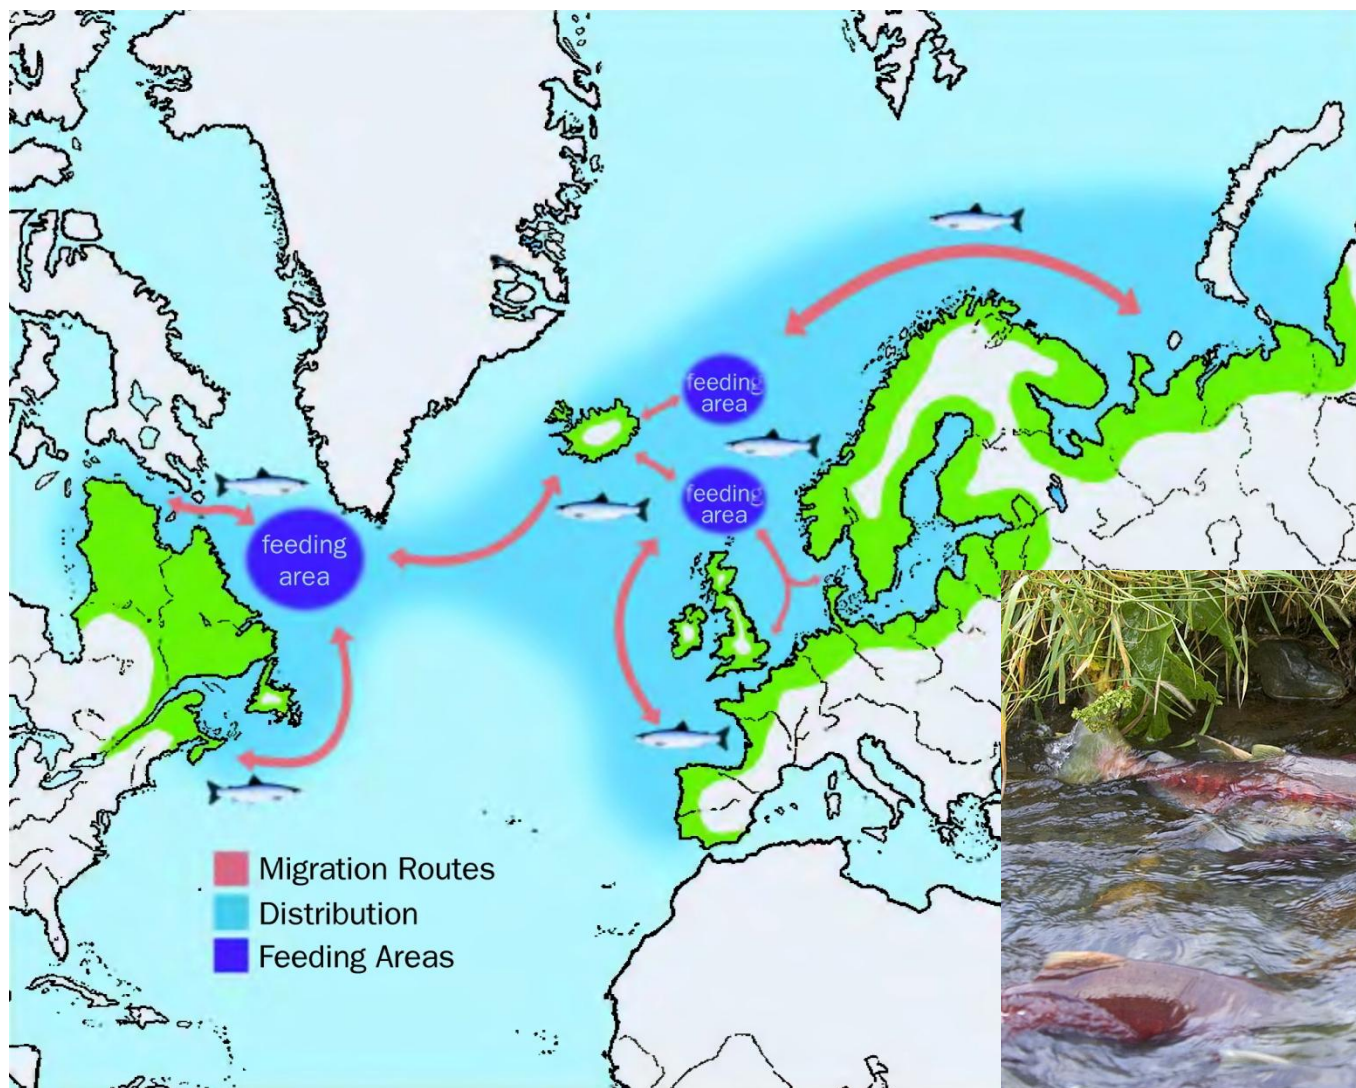 feeding
area
feeding
area
feeding
area
Migration Routes
Distribution
Feeding Areas